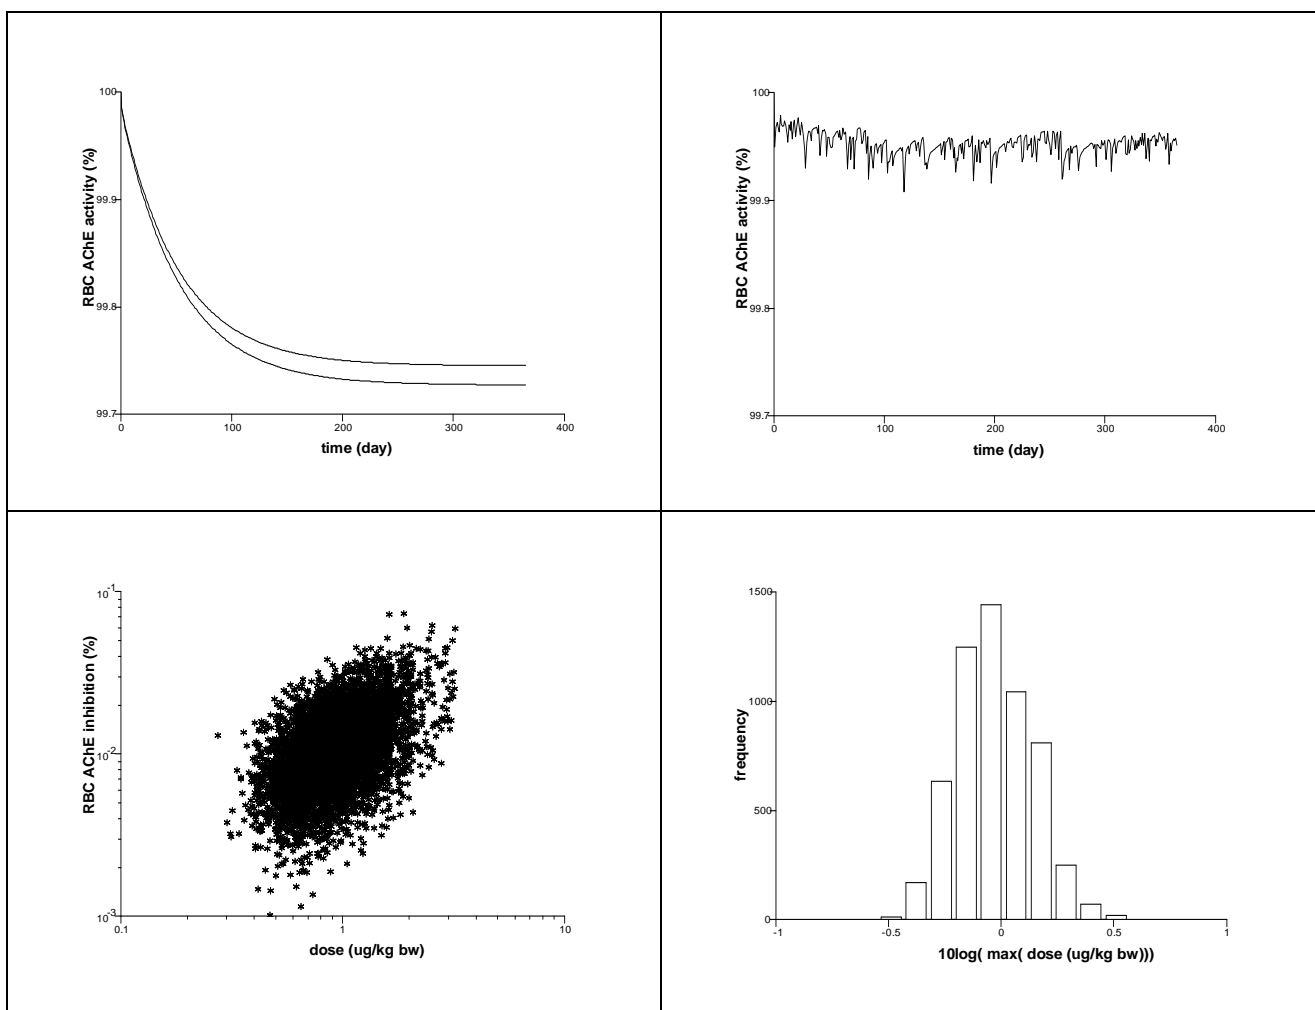 100
99.9
99.8
99.7
0 100 200 300 400
RBC AChE activity (%)
time (day)
100
99.9
99.8
99.7
0 100 200 300 400
RBC AChE activity (%)
time (day)
10-1
10-2
10-3
0.1 1 10
RBC AChE inhibition (%)
dose (ug/kg bw)
1500
1000
500
0
-1 -0.5 0 0.5 1
frequency
10log( max( dose (ug/kg bw)))